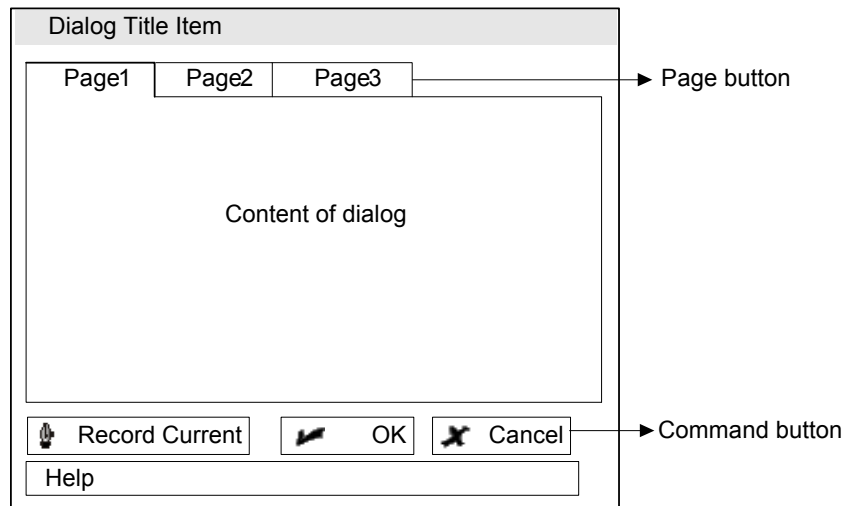 Dialog Title Item
Page1 Page2 Page3 Page button
Content of dialog
Record Current OK Cancel Command button
Help